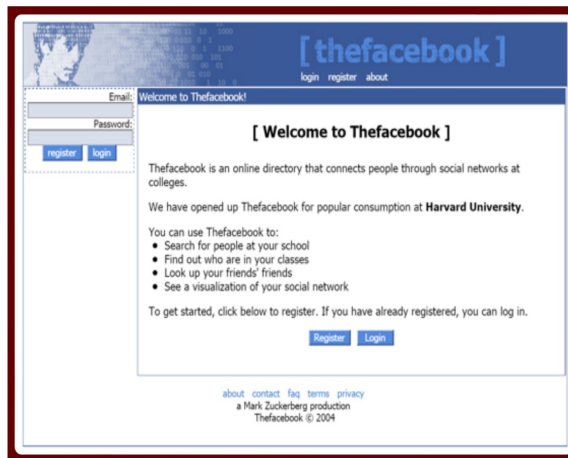 [thefacebook]
login register about
Email:
Password:
register login
Welcome to Thefacebook!
[ Welcome to Thefacebook ]
Thefacebook is an online directory that connects people through social networks at
colleges.
We have opened up Thefacebook for popular consumption at Harvard University.
You can use Thefacebook to:
• Search for people at your school
• Find out who are in your classes
• Look up your friends' friends
• See a visualization of your social network
To get started, click below to register. If you have already registered, you can log in.
Register Login
about contact faq terms privacy
a Mark Zuckerberg production
Thefacebook © 2004